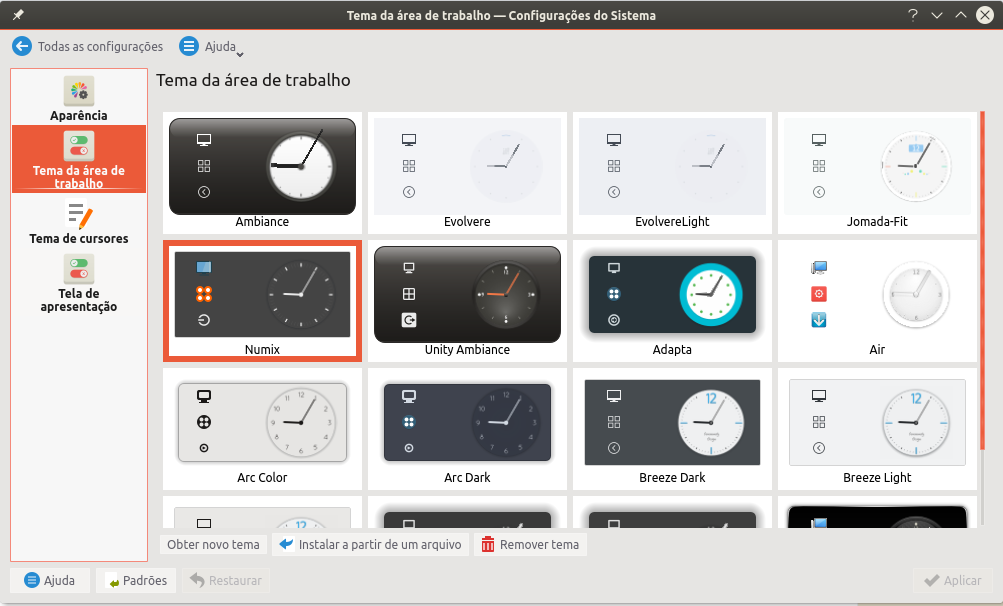 Tema da área de trabalho — Configurações do Sistema
?
Todas as configurações
Ajuda
Tema da área de trabalho
Aparência
Tema da área de
trabalho
Tema de cursores
Tela de
apresentação
Ambiance
Evolvere
EvolvereLight
Jomada-Fit
Numix
Unity Ambiance
Adapta
Air
Arc Color
Arc Dark
Breeze Dark
Breeze Light
Obter novo tema
Instalar a partir de um arquivo
Remover tema
Ajuda
Padrões
Restaurar
Aplicar